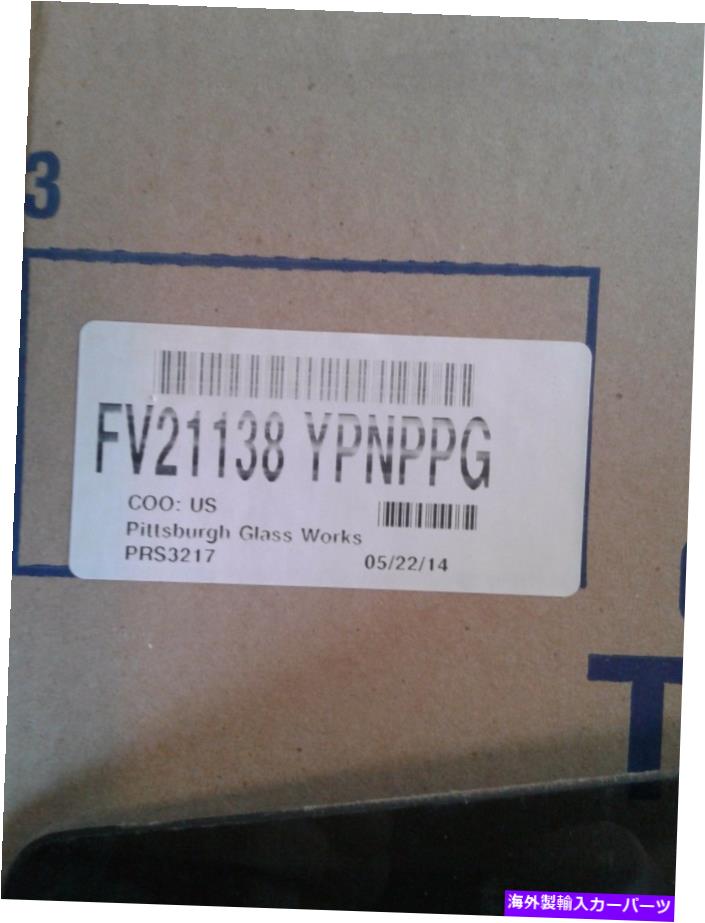 3
FV21138 YPNPPG
COO: US
Pittsburgh Glass Works
PRS3217
05/22/14
T
海外製輸入カーパーツ